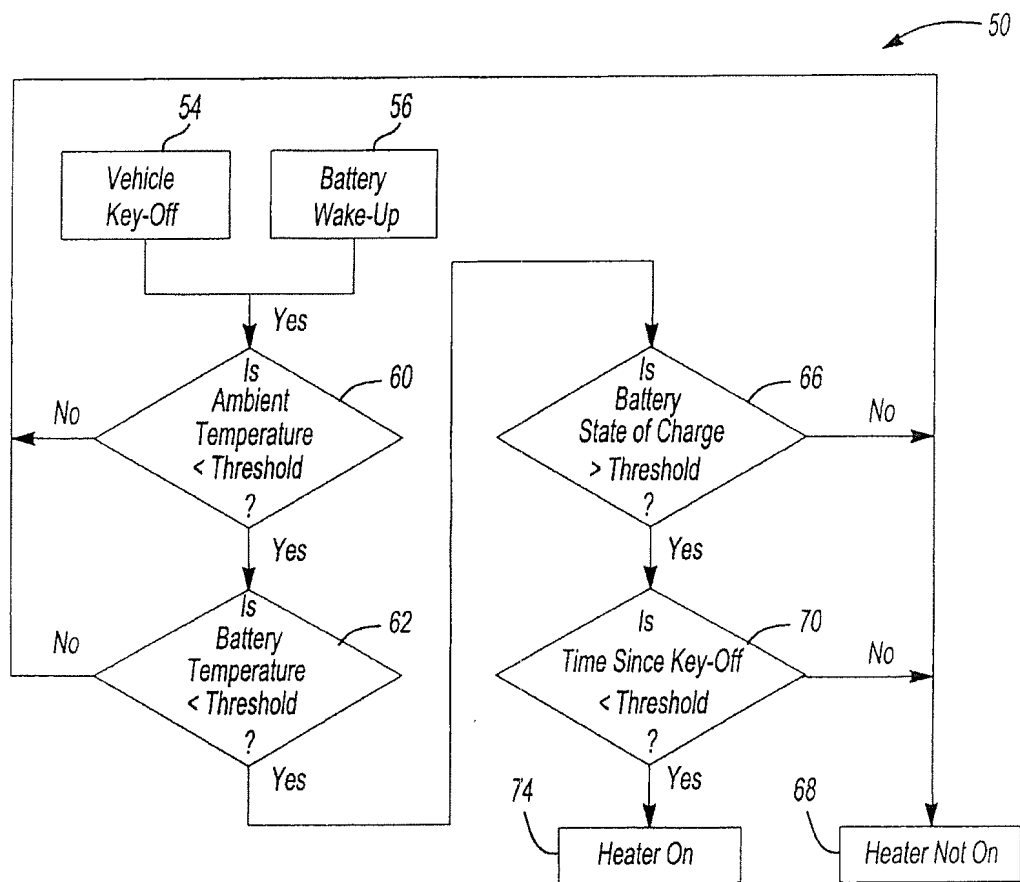 50
54
56
Vehicle
Key-Off
Battery
Wake-Up
Yes
Is
Ambient
Temperature
< Threshold
?
60
No
Yes
Is
Battery
Temperature
< Threshold
?
62
No
Yes
Is
Battery
State of Charge
> Threshold
?
66
No
Yes
Is
Time Since Key-Off
< Threshold
?
70
No
Yes
74
Heater On
68
Heater Not On